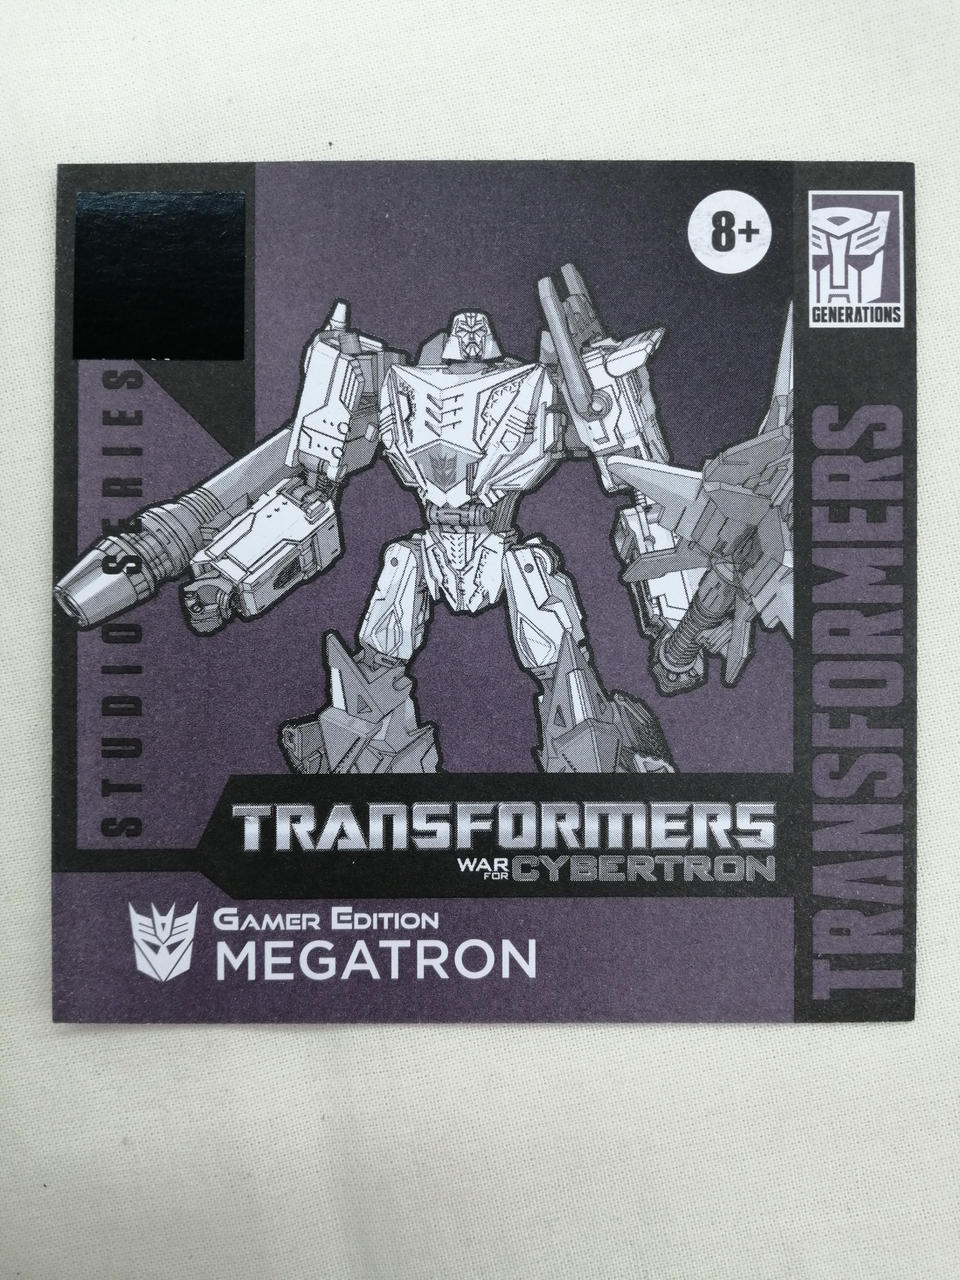 8+
GENERATIONS
STUDIO SERIES
TRANSFORMERS
TRANSFORMERS
WAR
FOR
CYBERTRON
GAMER EDITION
MEGATRON